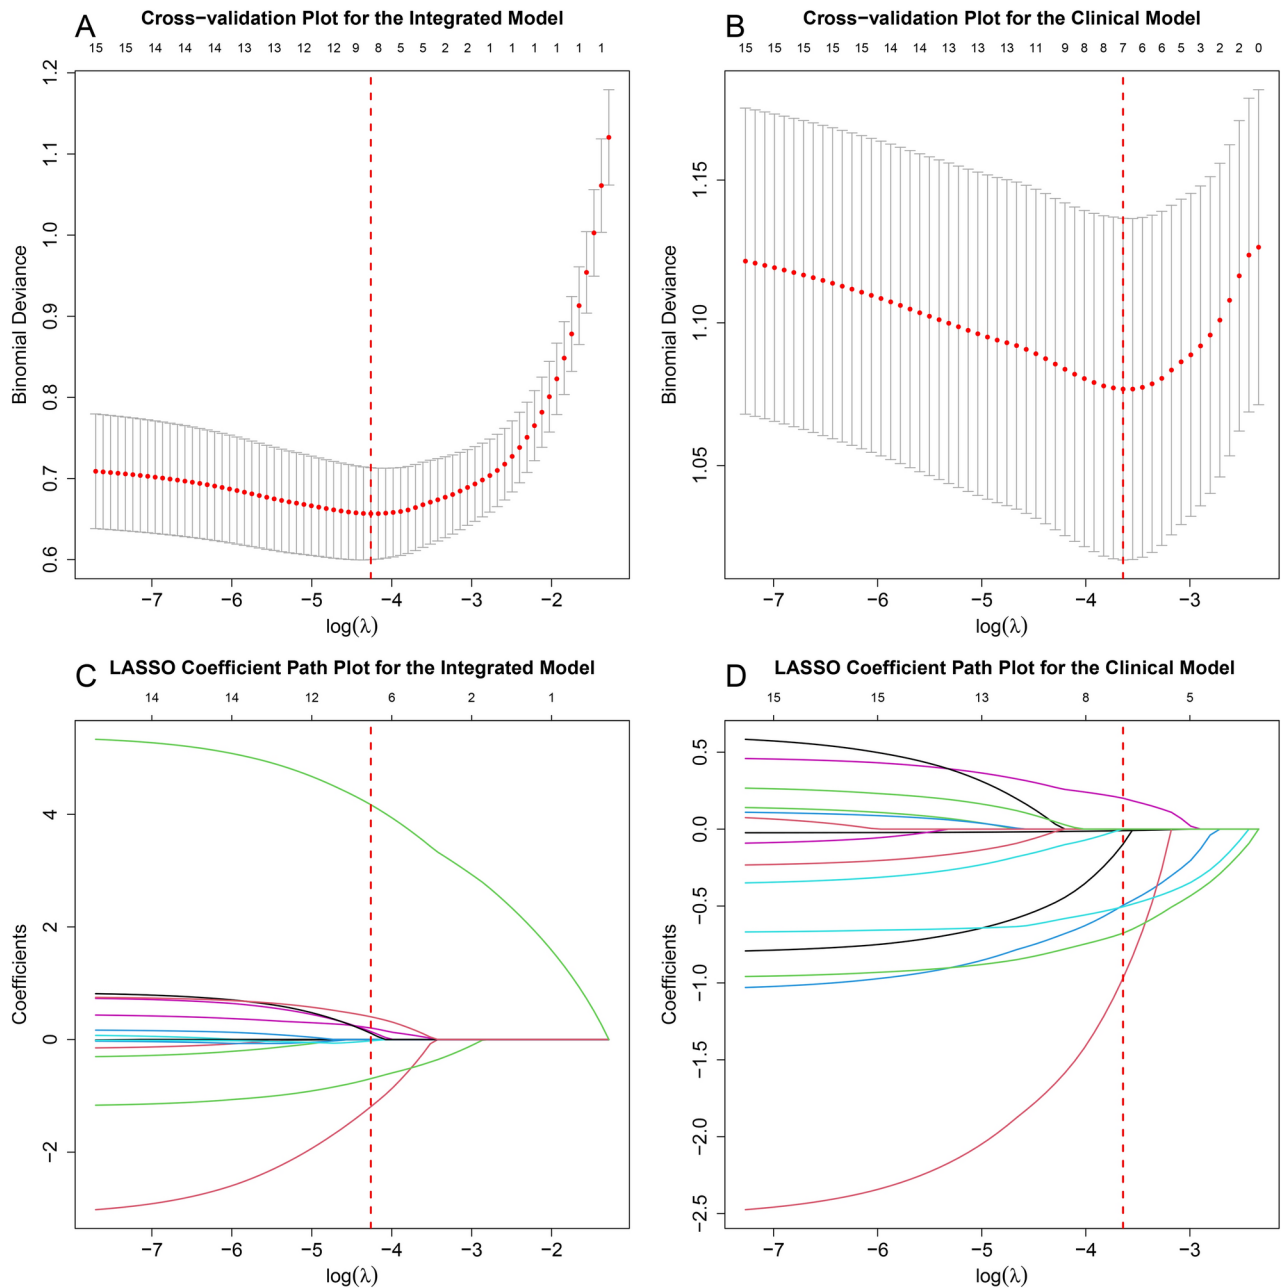 A Cross−validation Plot for the Integrated Model
15 15 14 14 14 13 13 12 12 9 8 5 5 2 2 1 1 1 1 1 1
1.2
1.1
1.0
0.9
0.8
0.7
0.6
Binomial Deviance
−7 −6 −5 −4 −3 −2
log(λ)
B Cross−validation Plot for the Clinical Model
15 15 15 15 15 15 14 14 13 13 13 11 9 8 8 7 6 6 5 3 2 2 0
1.15
1.10
1.05
Binomial Deviance
−7 −6 −5 −4 −3
log(λ)
C LASSO Coefficient Path Plot for the Integrated Model
14 14 12 6 2 1
4
2
0
−2
Coefficients
−7 −6 −5 −4 −3 −2
log(λ)
D LASSO Coefficient Path Plot for the Clinical Model
15 15 13 8 5
0.5
0.0
−0.5
−1.0
−1.5
−2.0
−2.5
Coefficients
−7 −6 −5 −4 −3
log(λ)